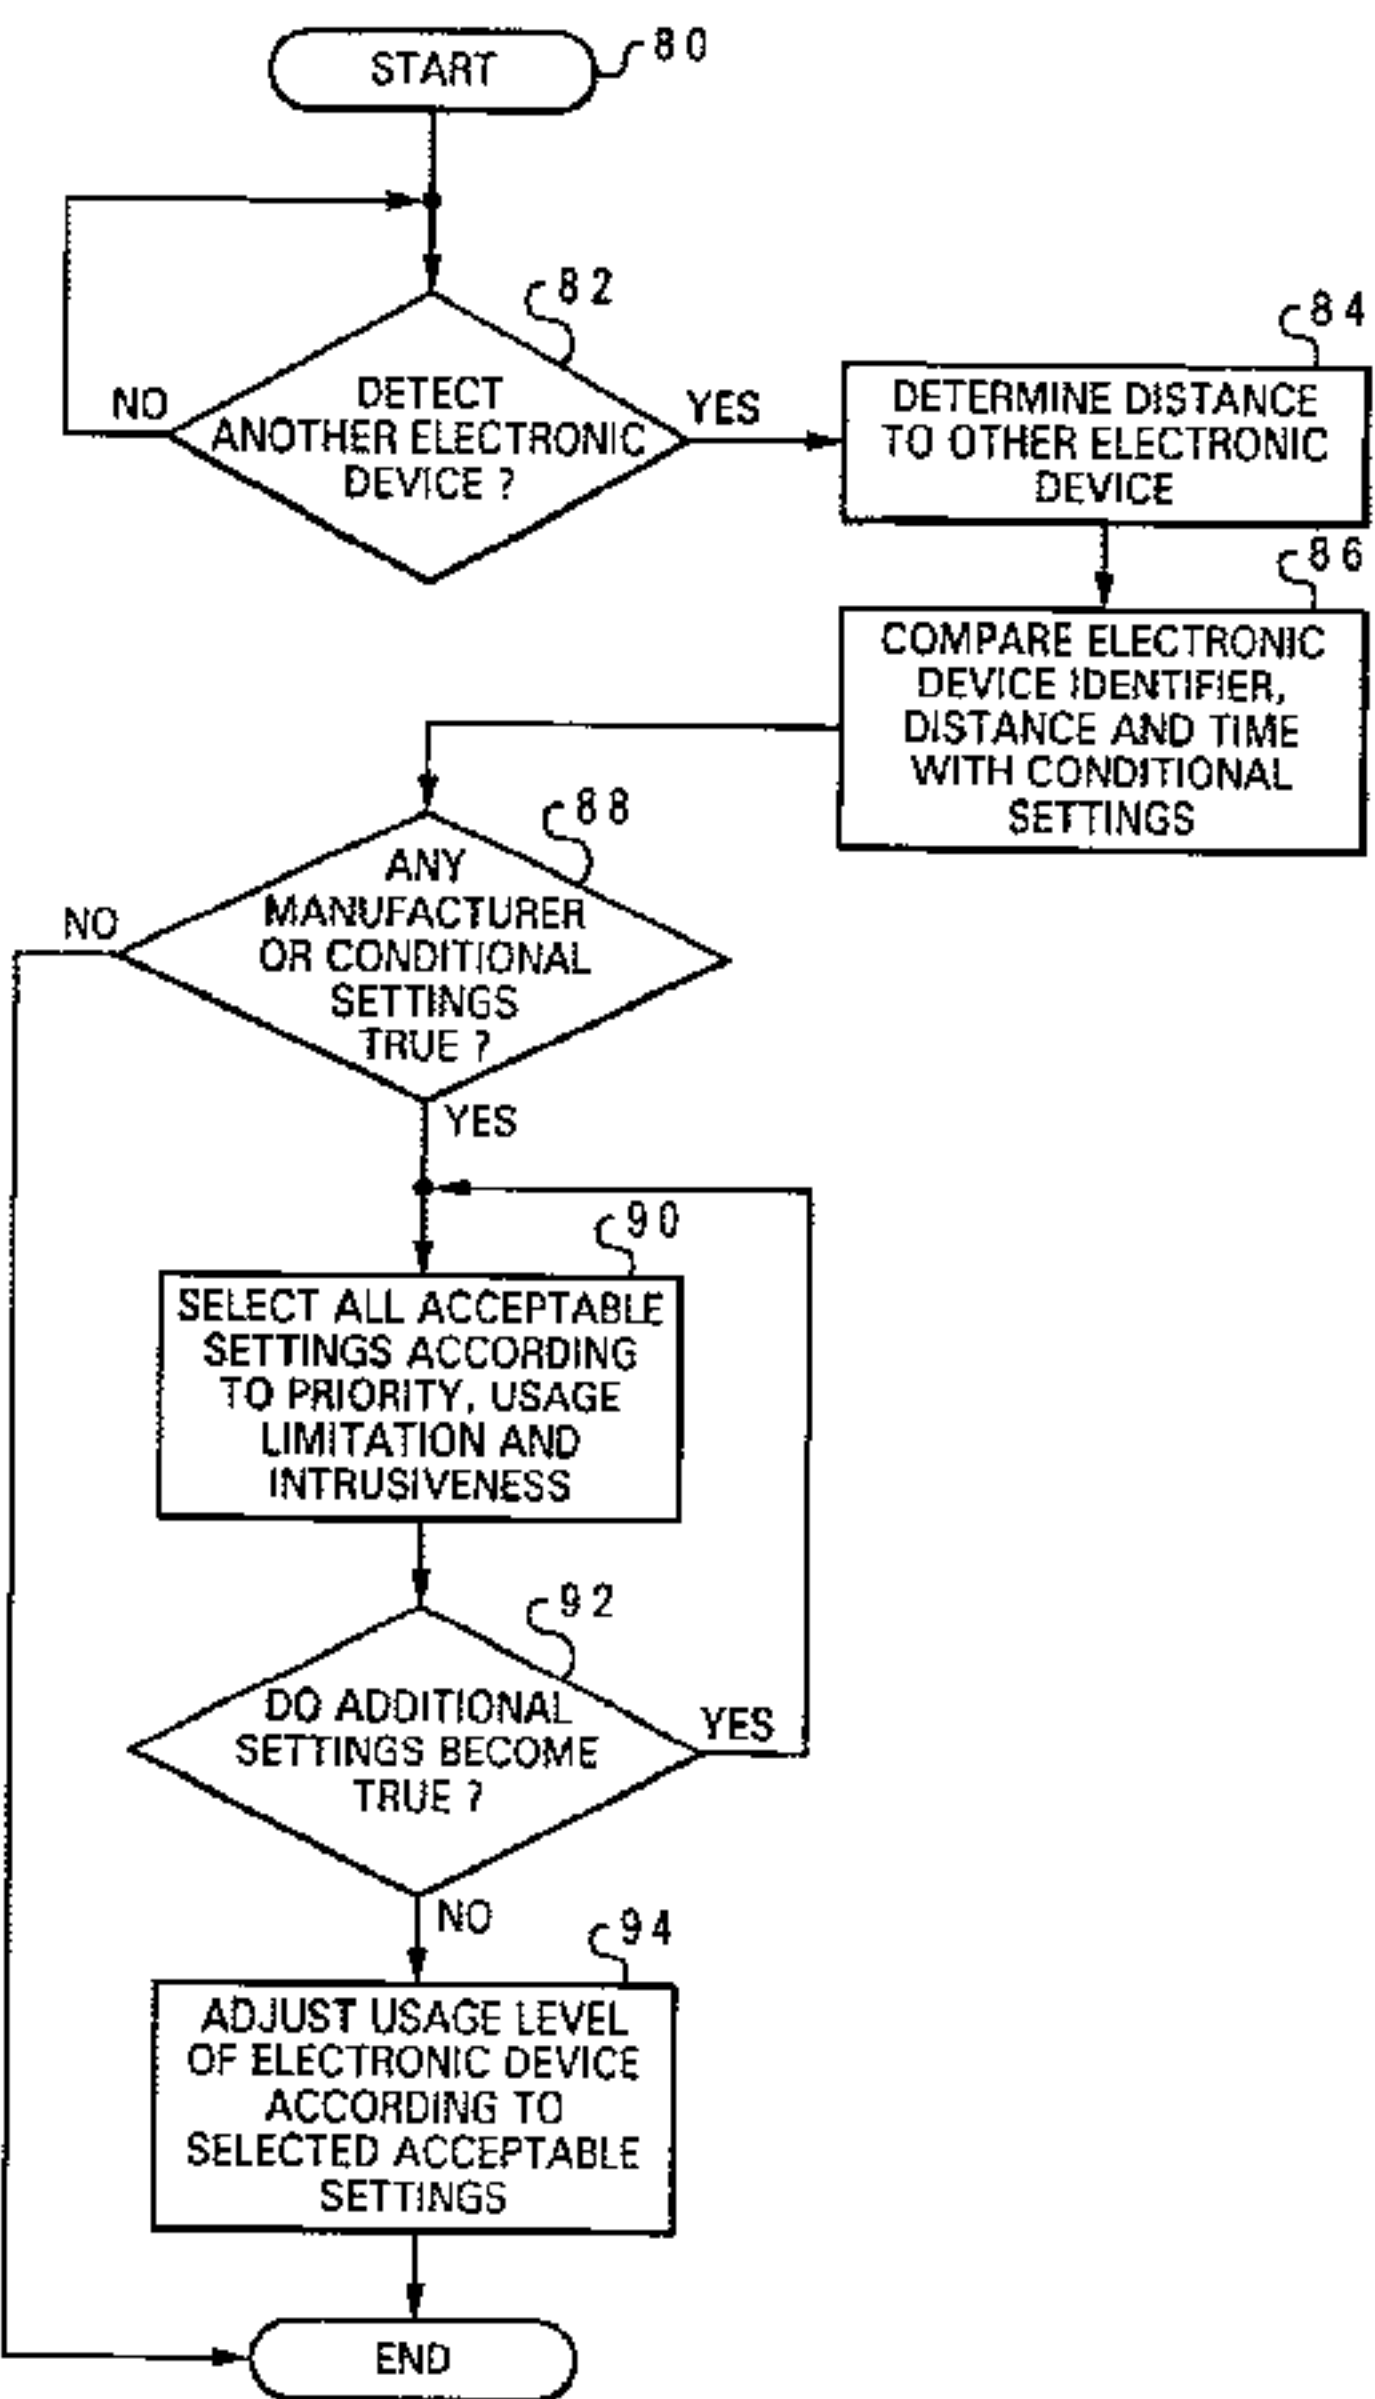 START
80
82
DETECT
ANOTHER ELECTRONIC
DEVICE ?
NO
YES
84
DETERMINE DISTANCE
TO OTHER ELECTRONIC
DEVICE
86
COMPARE ELECTRONIC
DEVICE IDENTIFIER,
DISTANCE AND TIME
WITH CONDITIONAL
SETTINGS
88
ANY
MANUFACTURER
OR CONDITIONAL
SETTINGS
TRUE ?
NO
YES
90
SELECT ALL ACCEPTABLE
SETTINGS ACCORDING
TO PRIORITY, USAGE
LIMITATION AND
INTRUSIVENESS
92
DO ADDITIONAL
SETTINGS BECOME
TRUE ?
YES
NO
94
ADJUST USAGE LEVEL
OF ELECTRONIC DEVICE
ACCORDING TO
SELECTED ACCEPTABLE
SETTINGS
END